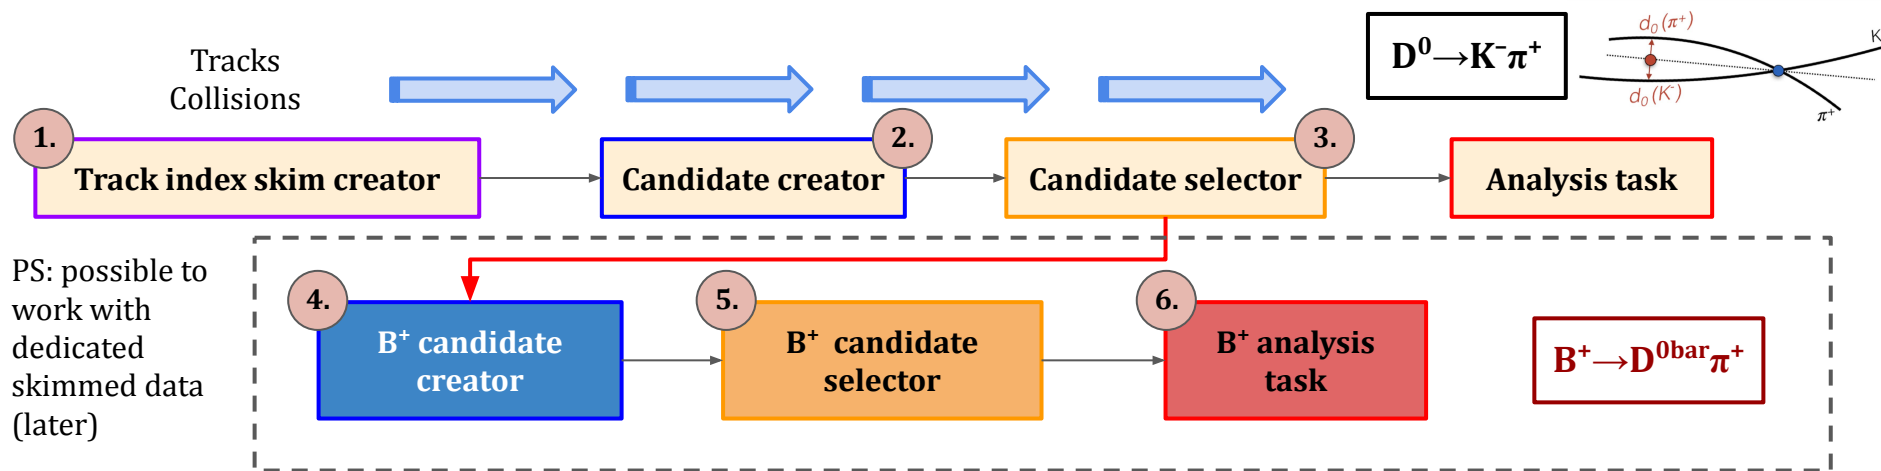 Tracks
Collisions
D⁰→K⁻π⁺
d₀(π⁺)
d₀(K⁻)
K
π⁺
1.
Track index skim creator
2.
Candidate creator
3.
Candidate selector
Analysis task
PS: possible to
work with
dedicated
skimmed data
(later)
4.
B⁺ candidate
creator
5.
B⁺ candidate
selector
6.
B⁺ analysis
task
B⁺→D⁰ᵇᵃʳπ⁺